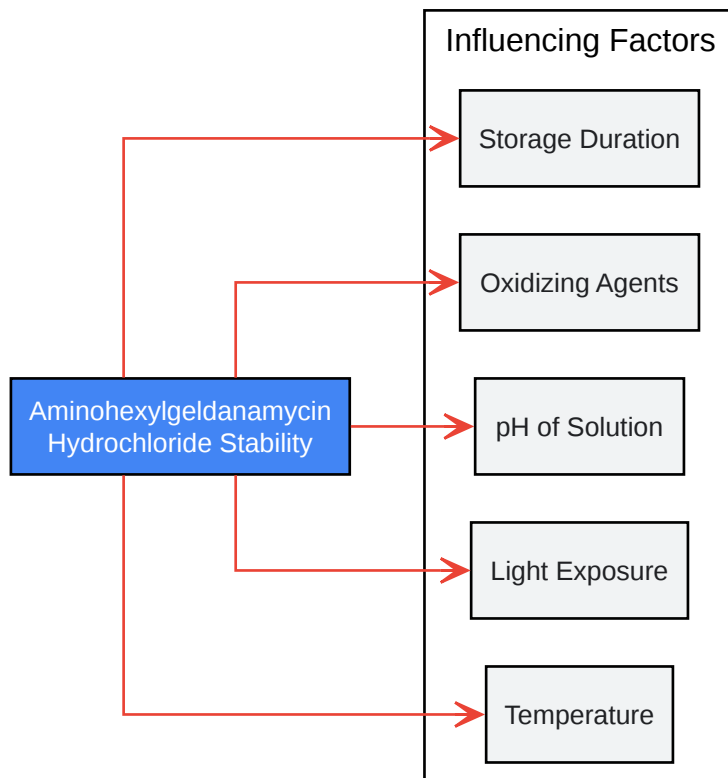 Influencing Factors
Storage Duration
Oxidizing Agents
Aminohexylgeldanamycin
Hydrochloride Stability
pH of Solution
Light Exposure
Temperature